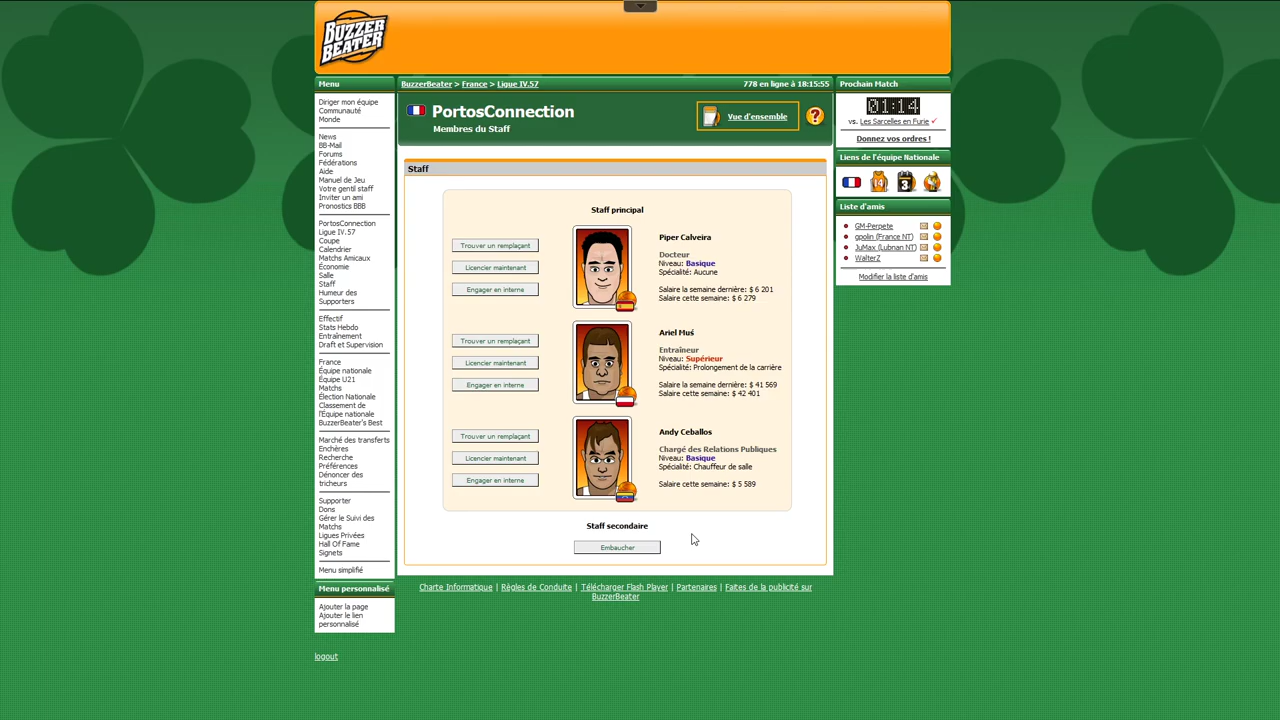 BUZZER
BEATER
Menu
Diriger mon équipe
Communauté
Monde
News
BB-Mail
Forums
Fédérations
Aide
Manuel de Jeu
Votre gentil staff
Inviter un ami
Pronostics BBB
PortosConnection
Ligue IV.57
Coupe
Calendrier
Matchs Amicaux
Économie
Salle
Staff
Humeur des
Supporters
Effectif
Stats Hebdo
Entraînement
Draft et Supervision
France
Équipe nationale
Équipe U21
Matchs
Élection Nationale
Classement de
l'Équipe nationale
BuzzerBeater's Best
Marché des transferts
Enchères
Recherche
Préférences
Dénoncer des
tricheurs
Supporter
Dons
Gérer le Suivi des
Matchs
Ligues Privées
Hall Of Fame
Signets
Menu simplifié
Menu personnalisé
Ajouter la page
Ajouter le lien
personnalisé
logout
BuzzerBeater > France > Ligue IV.57 778 en ligne à 18:15:55
PortosConnection
Membres du Staff
Vue d'ensemble
?
Staff
Staff principal
Trouver un remplaçant
Licencier maintenant
Engager en interne
Piper Calveira
Docteur
Niveau: Basique
Spécialité: Aucune
Salaire la semaine dernière: $ 6 201
Salaire cette semaine: $ 6 279
Trouver un remplaçant
Licencier maintenant
Engager en interne
Ariel Muś
Entraîneur
Niveau: Supérieur
Spécialité: Prolongement de la carrière
Salaire la semaine dernière: $ 41 569
Salaire cette semaine: $ 42 401
Trouver un remplaçant
Licencier maintenant
Engager en interne
Andy Ceballos
Chargé des Relations Publiques
Niveau: Basique
Spécialité: Chauffeur de salle
Salaire cette semaine: $ 5 589
Staff secondaire
Embaucher
Charte Informatique | Règles de Conduite | Télécharger Flash Player | Partenaires | Faites de la publicité sur
BuzzerBeater
Prochain Match
01:14
vs. Les Sarcelles en Furie ✓
Donnez vos ordres !
Liens de l'équipe Nationale
14
3
Liste d'amis
GM-Perpete
gpolin (France NT)
JuMax (Lubnan NT)
WalterZ
Modifier la liste d'amis